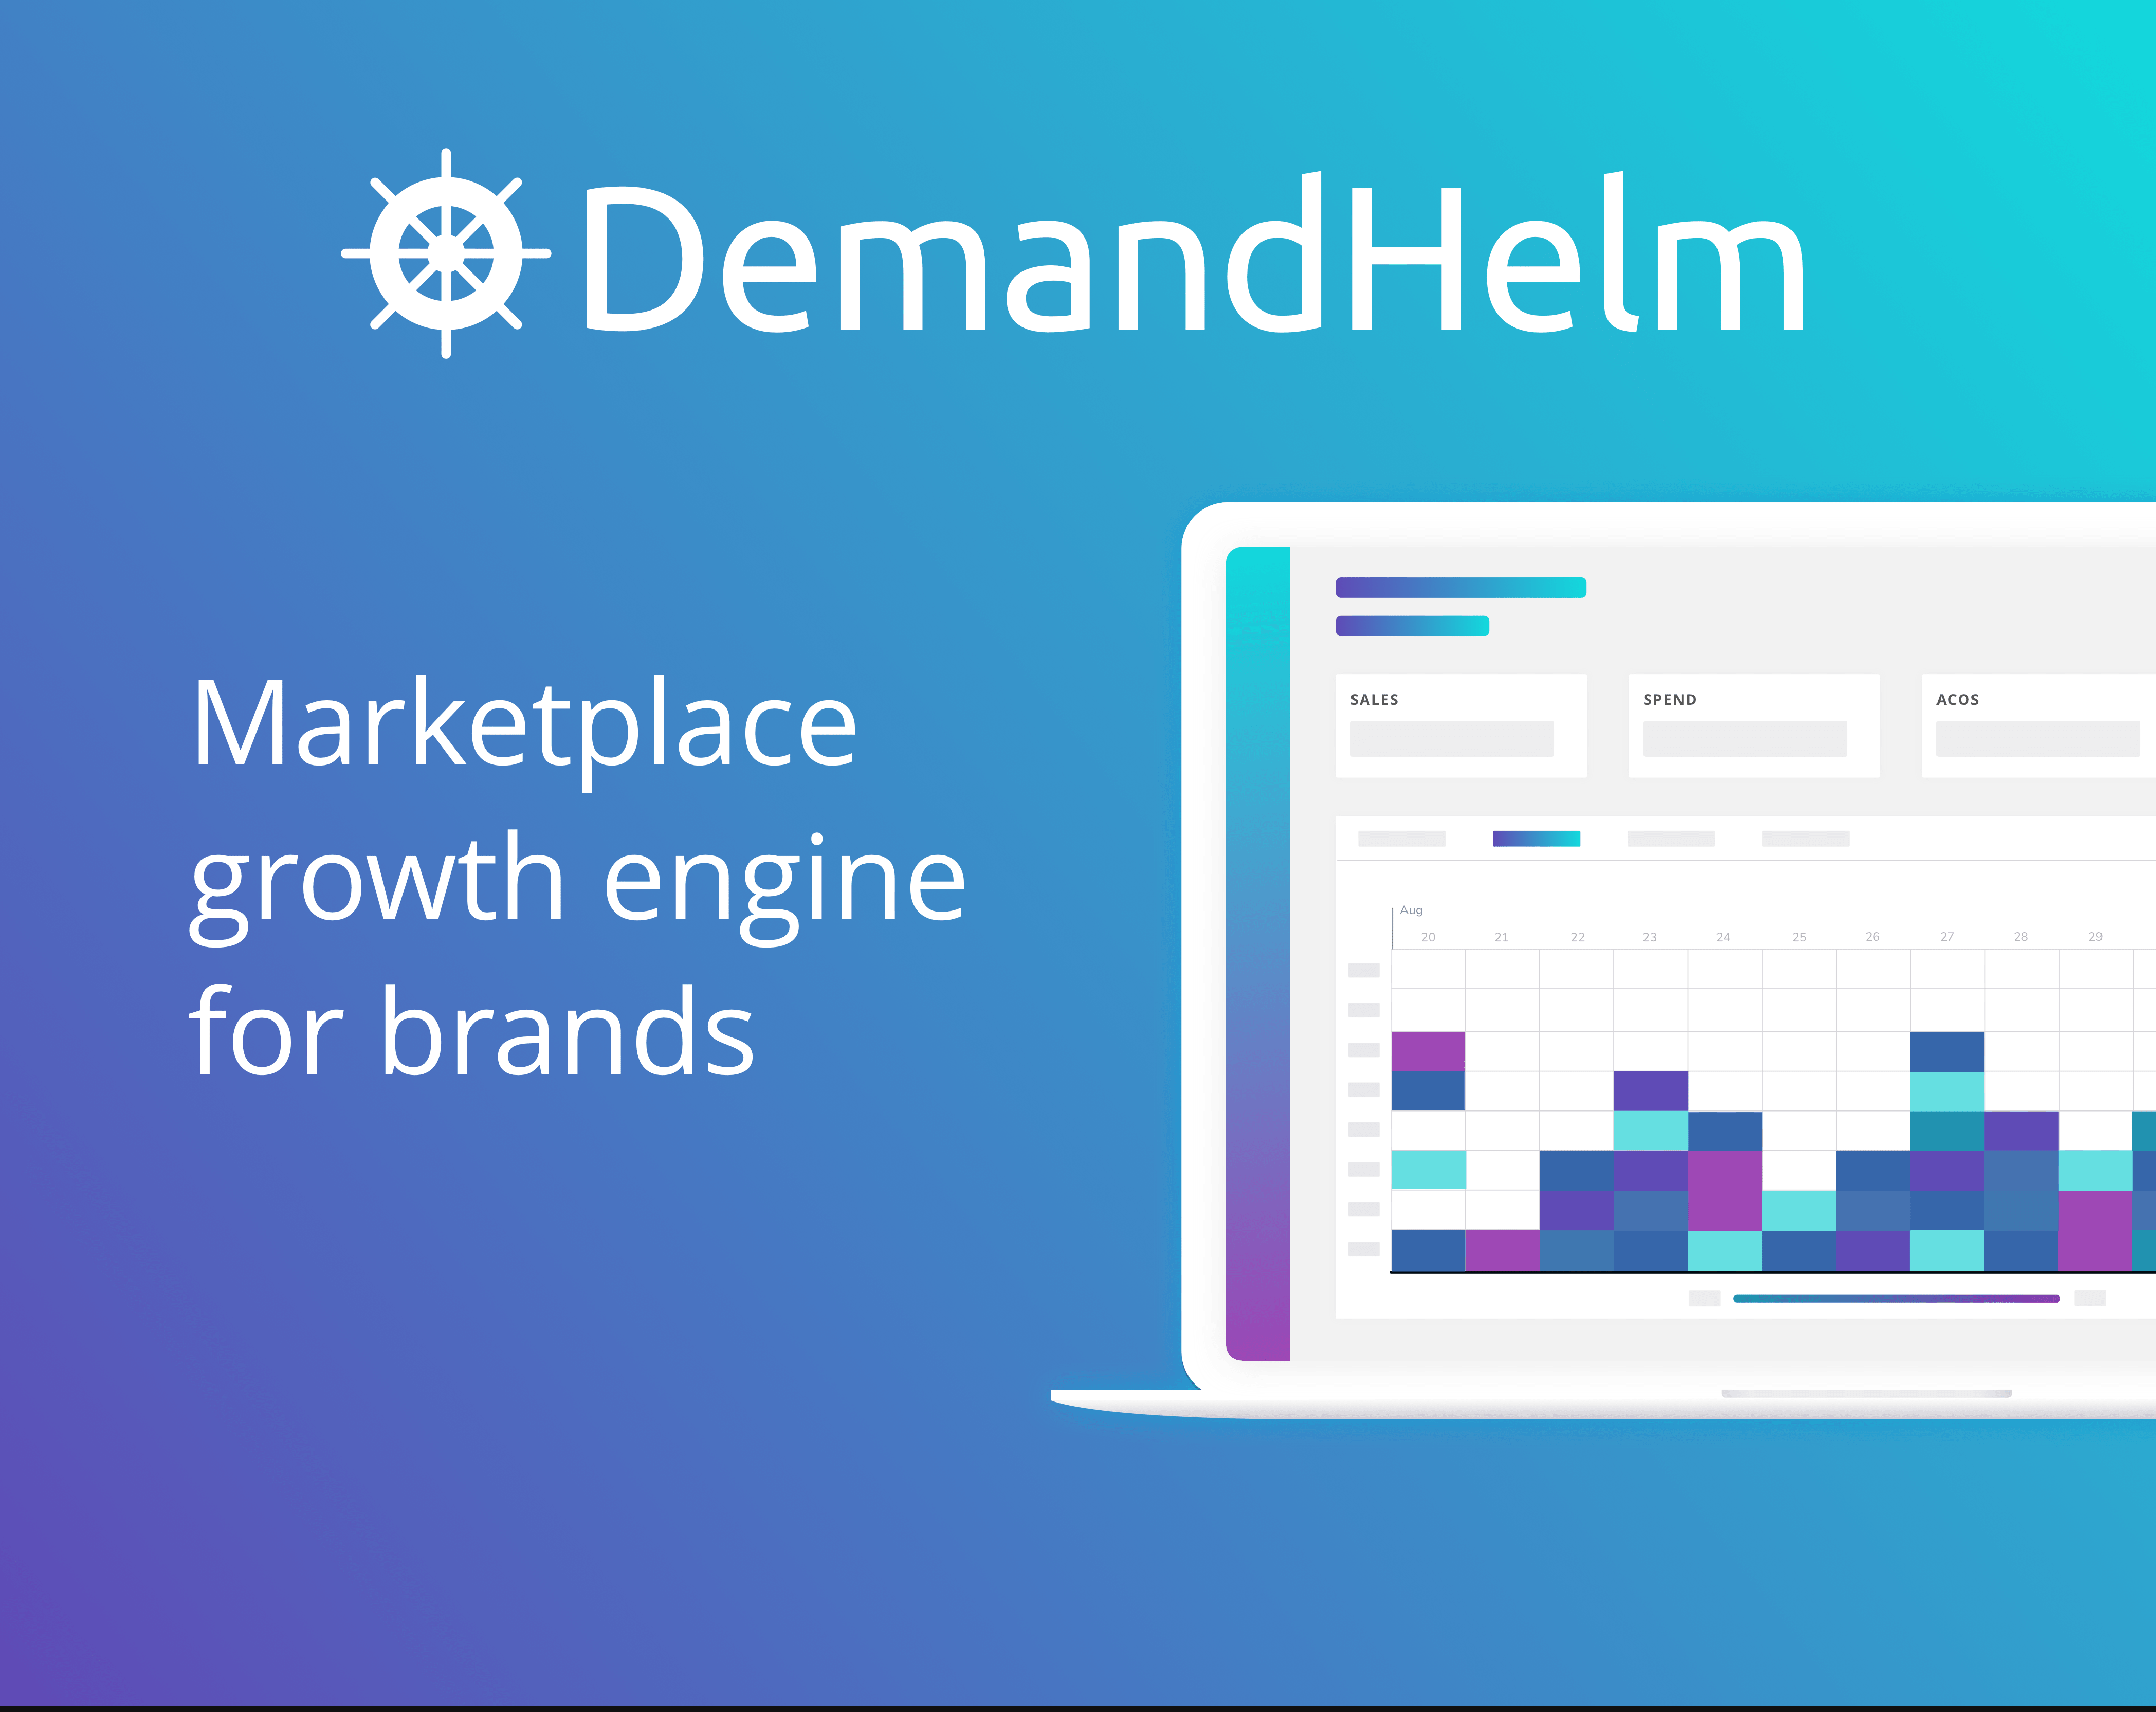 DemandHelm
Marketplace
growth engine
for brands
SALES SPEND ACOS
Aug
20 21 22 23 24 25 26 27 28 29